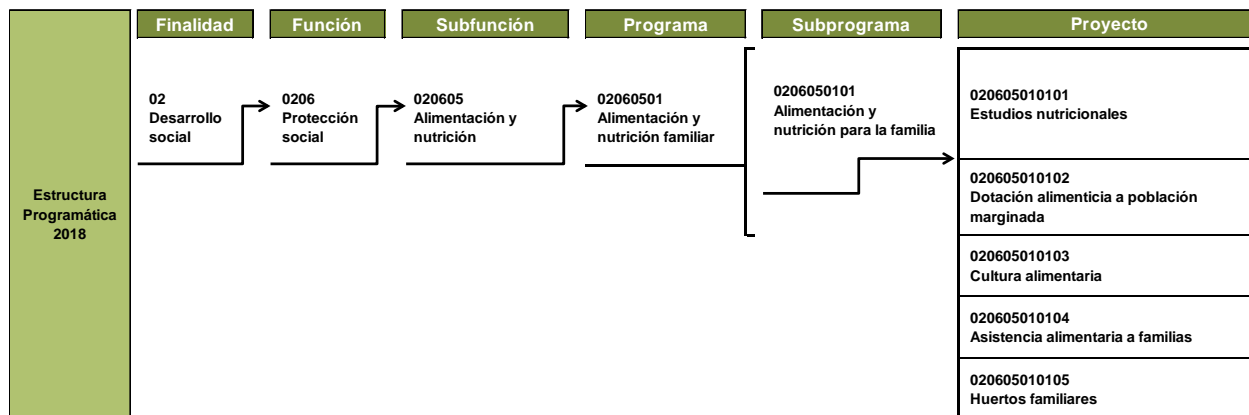 Finalidad
Función
Subfunción
Programa
Subprograma
Proyecto
Estructura
Programática
2018
02
Desarrollo
social
0206
Protección
social
020605
Alimentación y
nutrición
02060501
Alimentación y
nutrición familiar
0206050101
Alimentación y
nutrición para la familia
020605010101
Estudios nutricionales
020605010102
Dotación alimenticia a población
marginada
020605010103
Cultura alimentaria
020605010104
Asistencia alimentaria a familias
020605010105
Huertos familiares